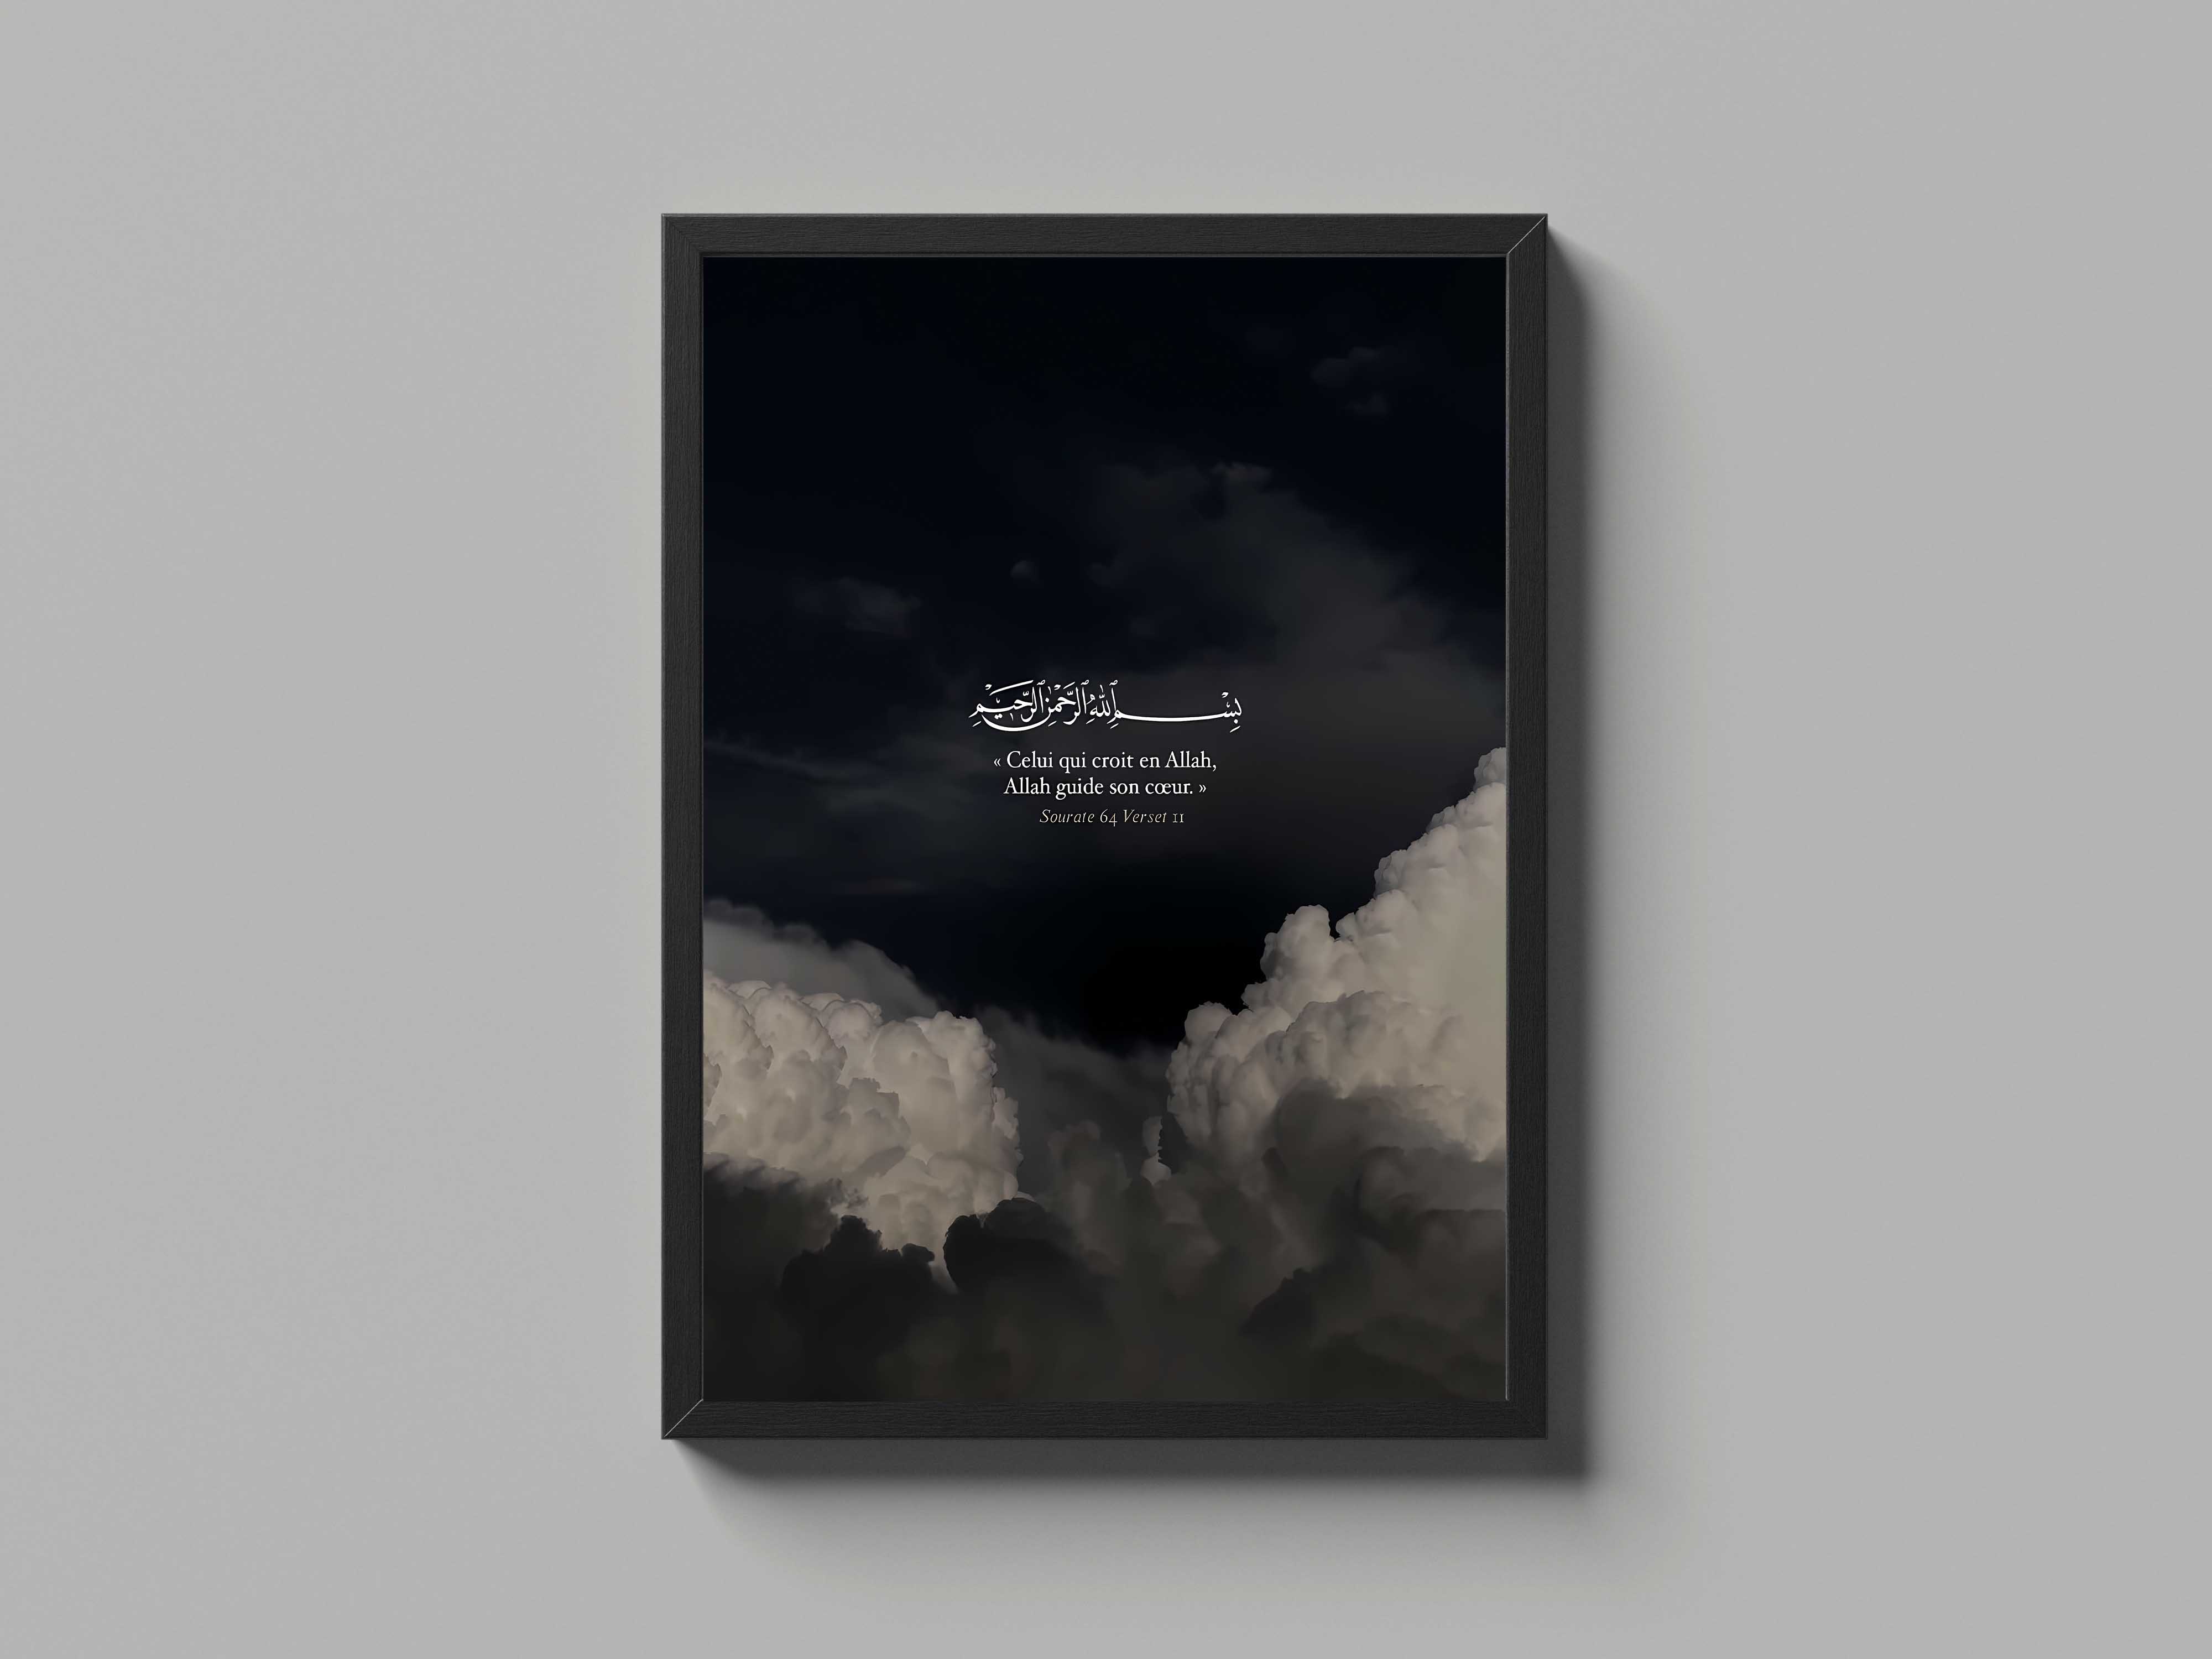 بِسْمِ ٱللَّهِ ٱلرَّحْمَٰنِ ٱلرَّحِيمِ
« Celui qui croit en Allah,
Allah guide son cœur. »
Sourate 64 Verset 11